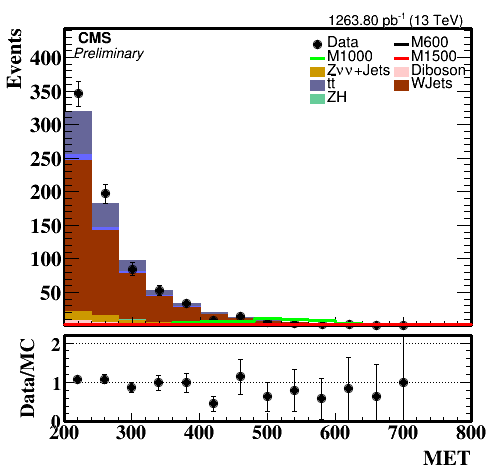 1263.80 pb⁻¹ (13 TeV)
CMS
Preliminary
Data
M600
M1000
M1500
Zνν+Jets
Diboson
tt
WJets
ZH
Events
400
350
300
250
200
150
100
50
Data/MC
2
1
0
200 300 400 500 600 700 800
MET